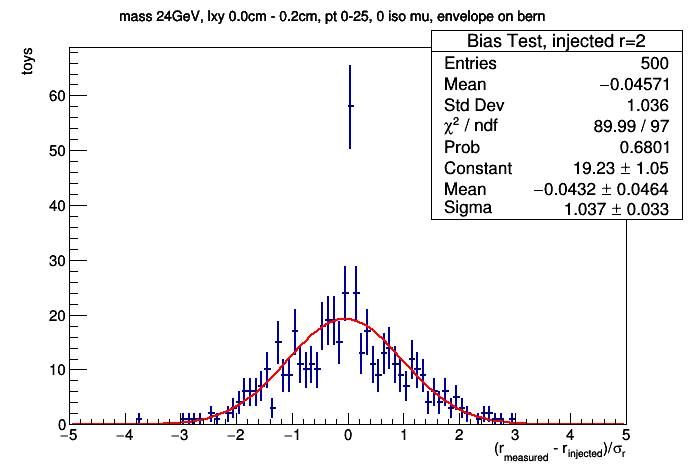 mass 24GeV, lxy 0.0cm - 0.2cm, pt 0-25, 0 iso mu, envelope on bern
Bias Test, injected r=2
Entries 500
Mean −0.04571
Std Dev 1.036
χ² / ndf 89.99 / 97
Prob 0.6801
Constant 19.23 ± 1.05
Mean −0.0432 ± 0.0464
Sigma 1.037 ± 0.033
toys
60
50
40
30
20
10
0
−5 −4 −3 −2 −1 0 1 2 3 4 5
(r_measured - r_injected)/σ_r